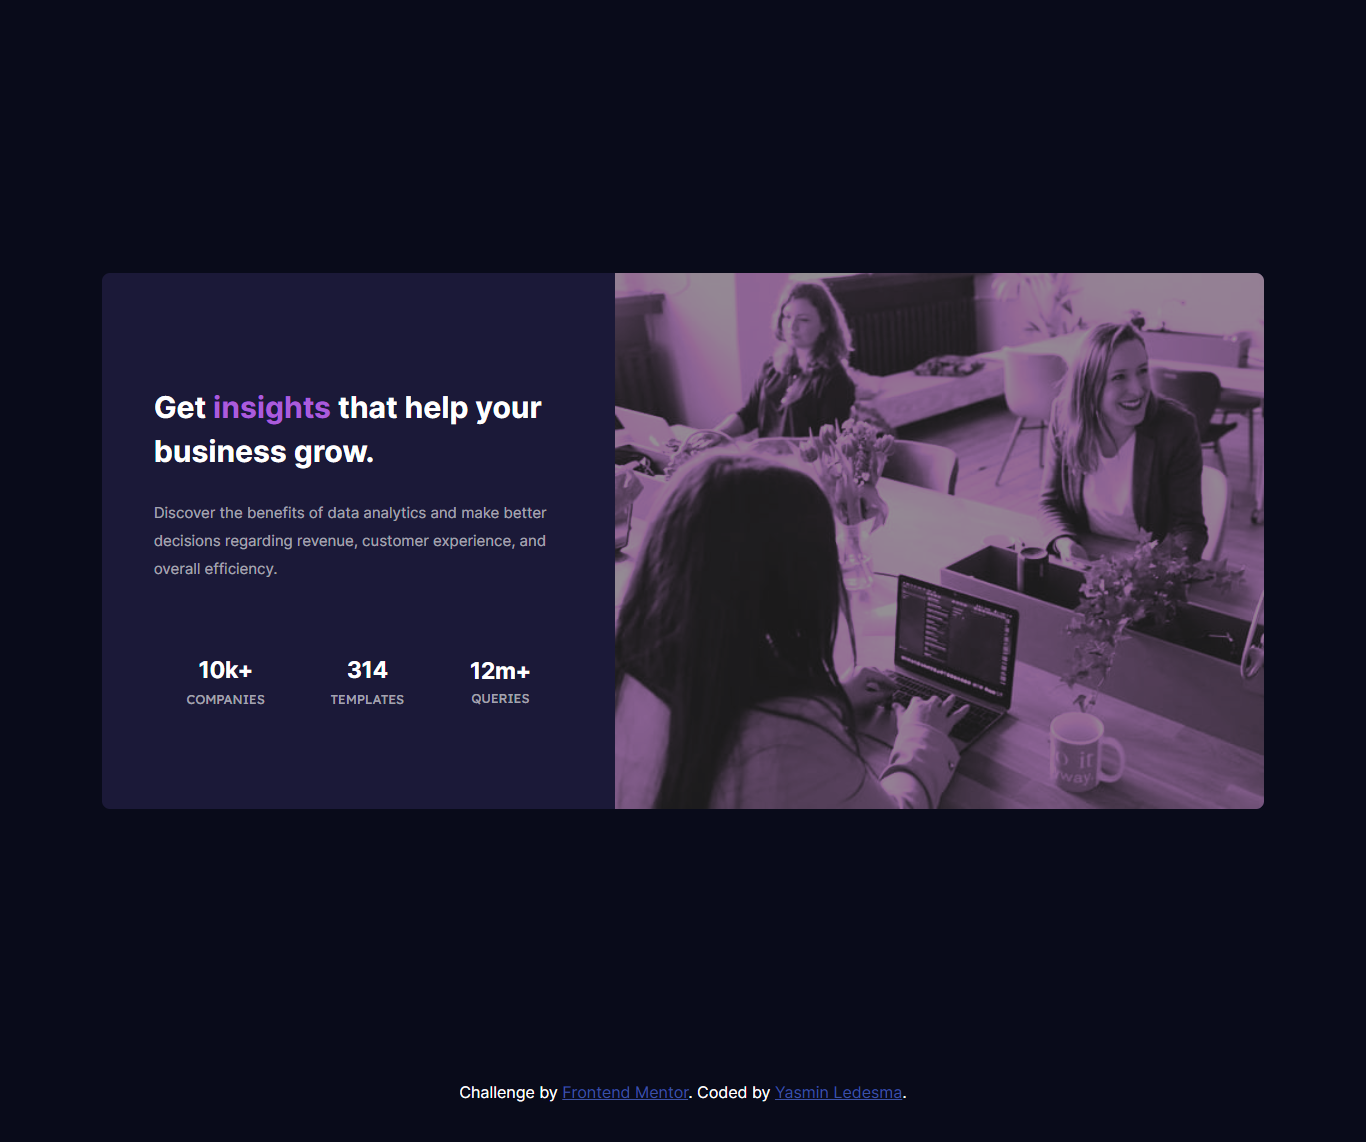 Get insights that help your
business grow.
Discover the benefits of data analytics and make better
decisions regarding revenue, customer experience, and
overall efficiency.
10k+ 314 12m+
COMPANIES TEMPLATES QUERIES
Challenge by Frontend Mentor. Coded by Yasmin Ledesma.